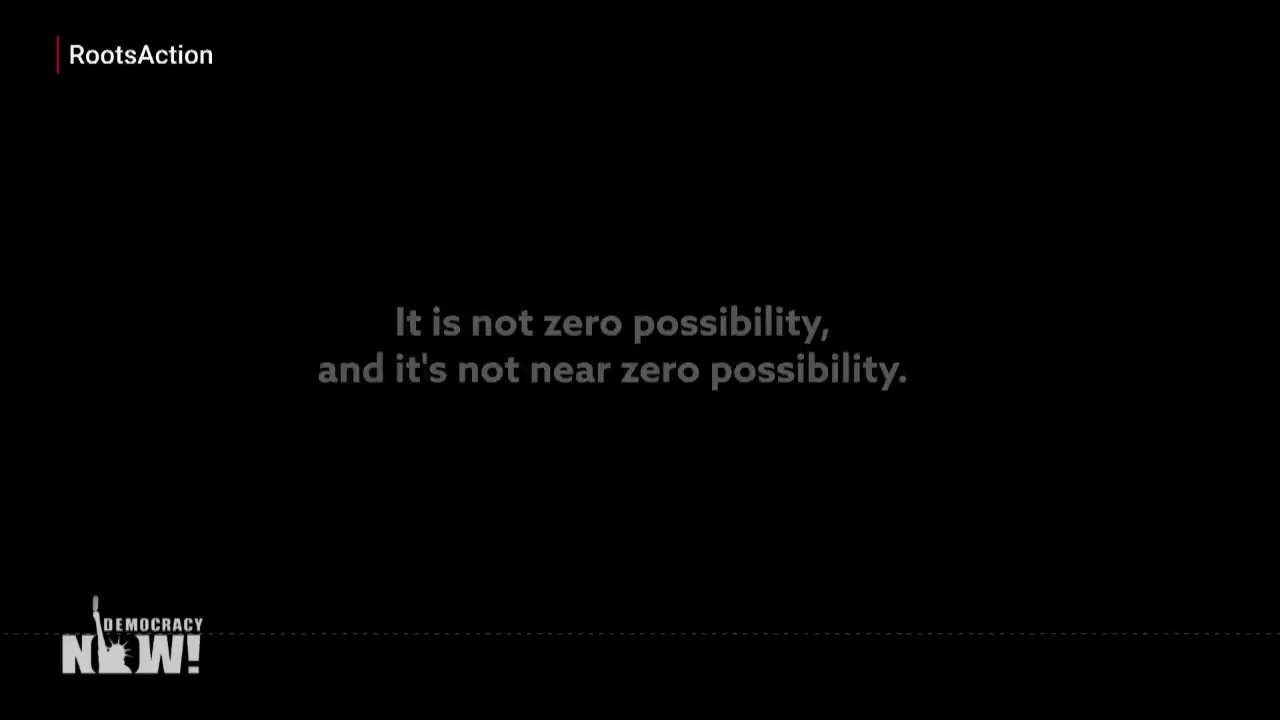 RootsAction
It is not zero possibility,
and it's not near zero possibility.
DEMOCRACY
NOW!